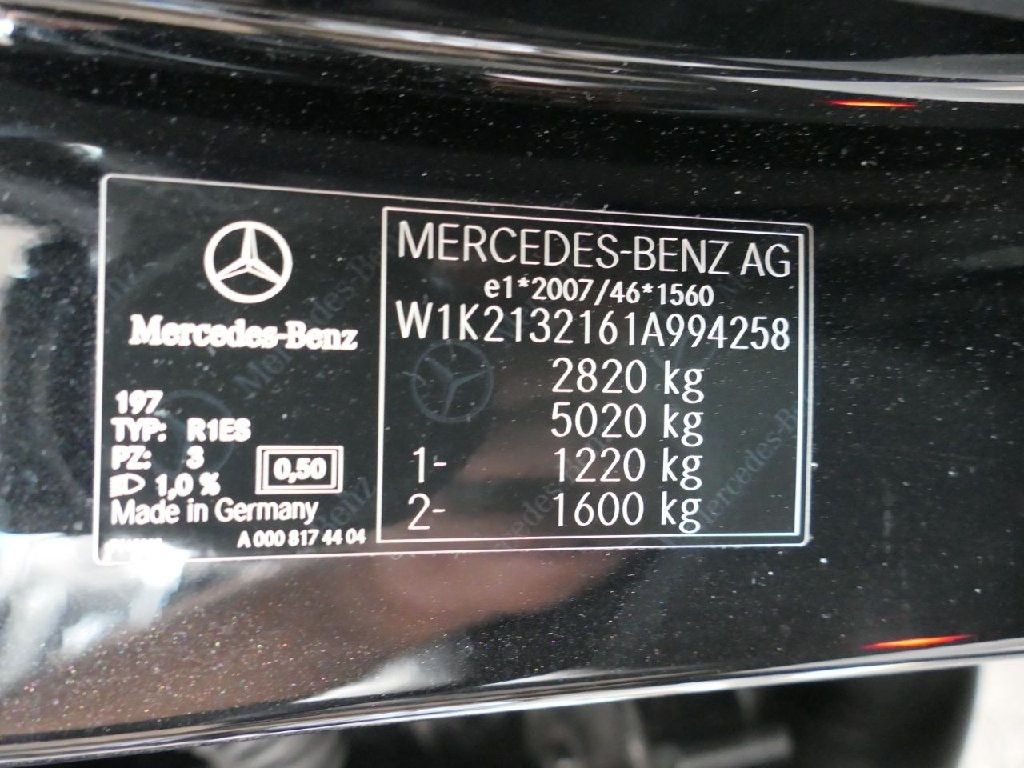 Mercedes-Benz
197
TYP: R1ES
PZ: 3
1,0 %
0,50
Made in Germany
A 000 817 44 04
MERCEDES-BENZ AG
e1*2007/46*1560
W1K2132161A994258
2820 kg
5020 kg
1- 1220 kg
2- 1600 kg